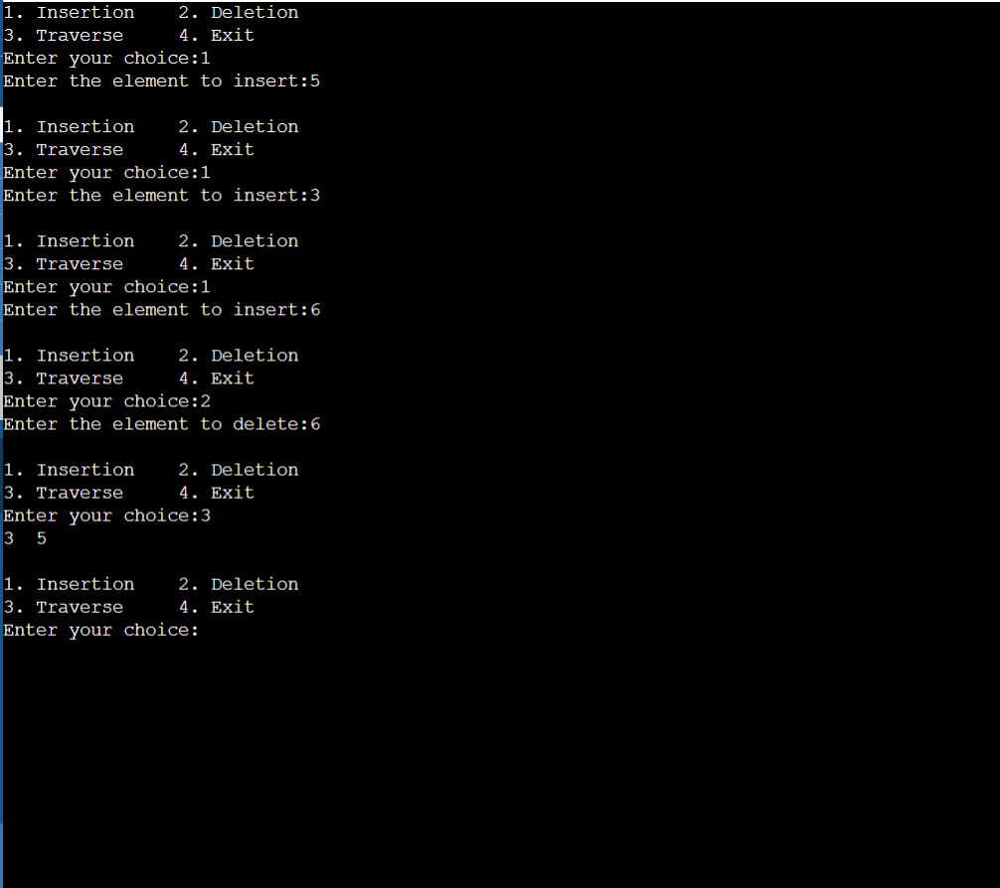 1. Insertion    2. Deletion
3. Traverse     4. Exit
Enter your choice:1
Enter the element to insert:5

1. Insertion    2. Deletion
3. Traverse     4. Exit
Enter your choice:1
Enter the element to insert:3

1. Insertion    2. Deletion
3. Traverse     4. Exit
Enter your choice:1
Enter the element to insert:6

1. Insertion    2. Deletion
3. Traverse     4. Exit
Enter your choice:2
Enter the element to delete:6

1. Insertion    2. Deletion
3. Traverse     4. Exit
Enter your choice:3
3  5

1. Insertion    2. Deletion
3. Traverse     4. Exit
Enter your choice: